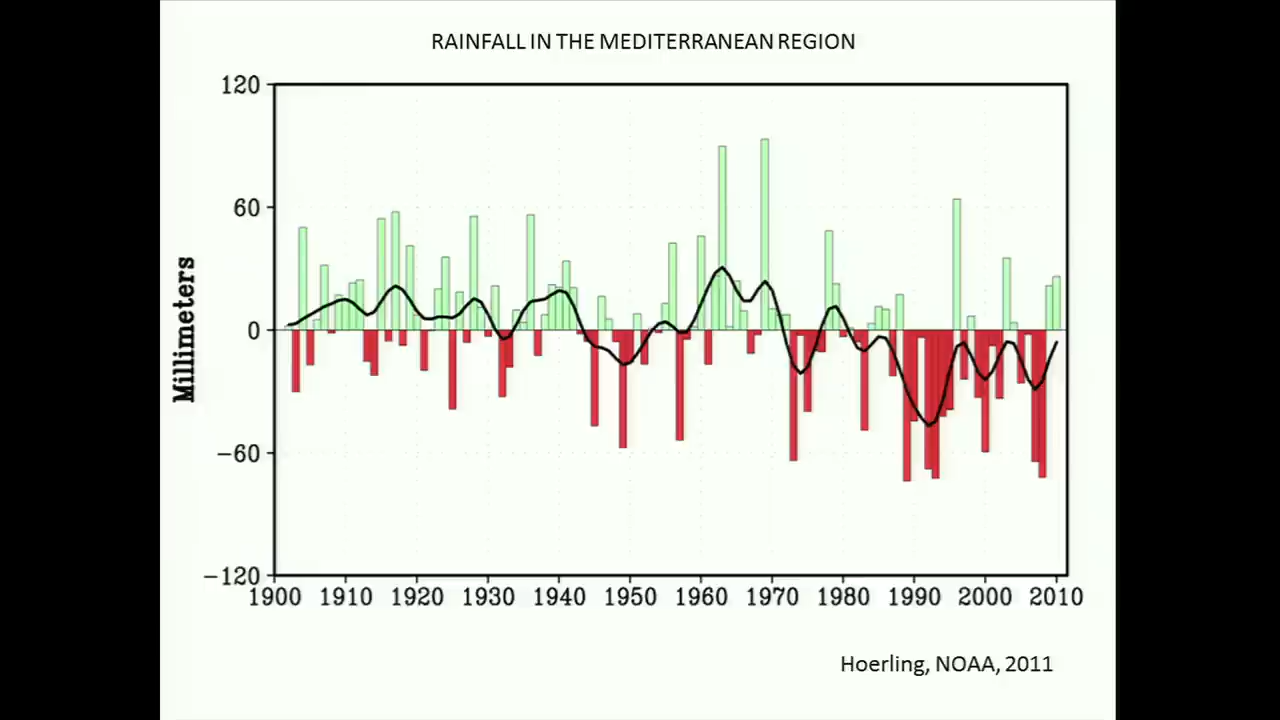 RAINFALL IN THE MEDITERRANEAN REGION
120
60
0
−60
−120
Millimeters
1900 1910 1920 1930 1940 1950 1960 1970 1980 1990 2000 2010
Hoerling, NOAA, 2011